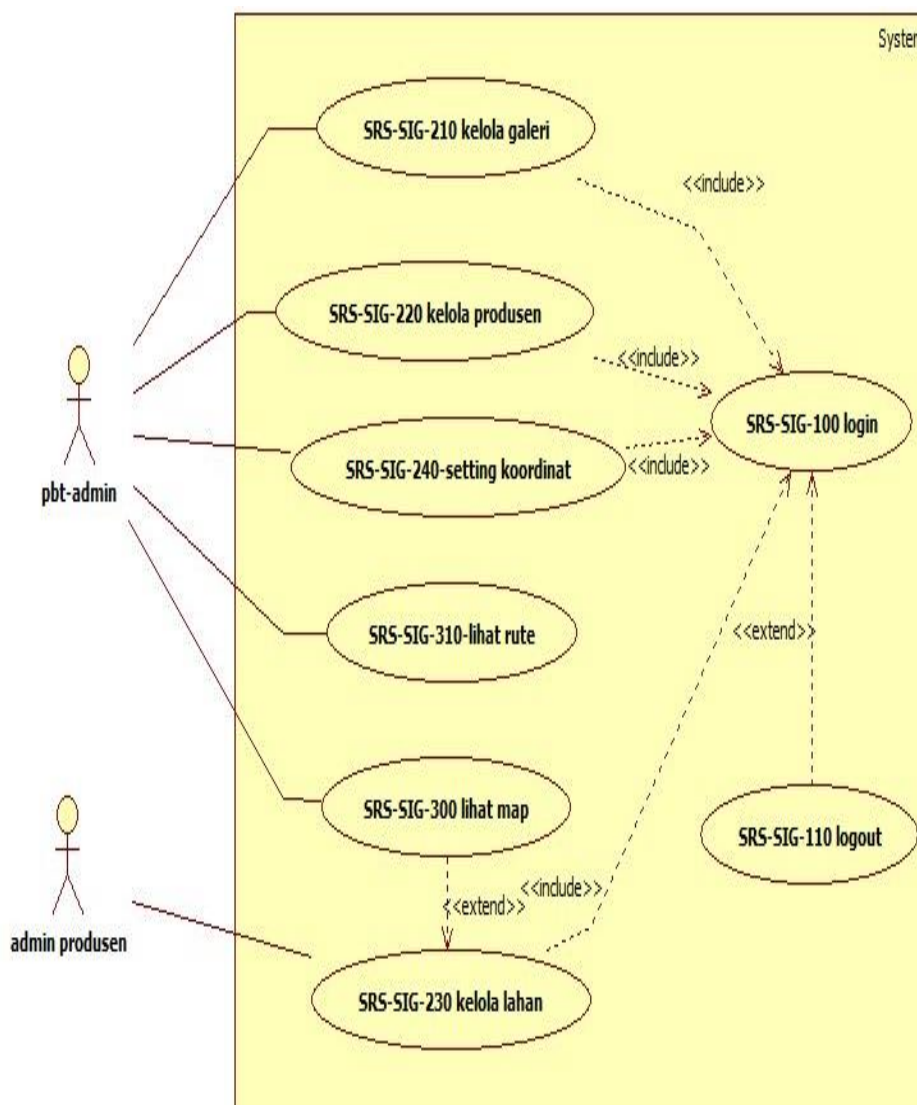 System
SRS-SIG-210 kelola galeri
<<include>>
SRS-SIG-220 kelola produsen
<<include>>
SRS-SIG-100 login
SRS-SIG-240-setting koordinat
<<include>>
pbt-admin
SRS-SIG-310-lihat rute
<<extend>>
SRS-SIG-300 lihat map
SRS-SIG-110 logout
<<include>>
<<extend>>
admin produsen
SRS-SIG-230 kelola lahan